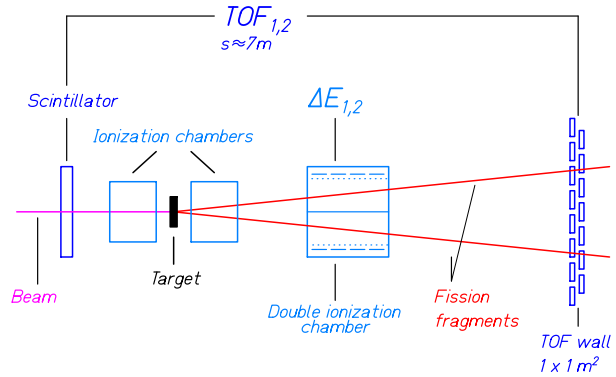 TOF1,2
s≈7m
Scintillator
ΔE1,2
Ionization chambers
Target
Beam
Double ionization
chamber
Fission
fragments
TOF wall
1 x 1 m²